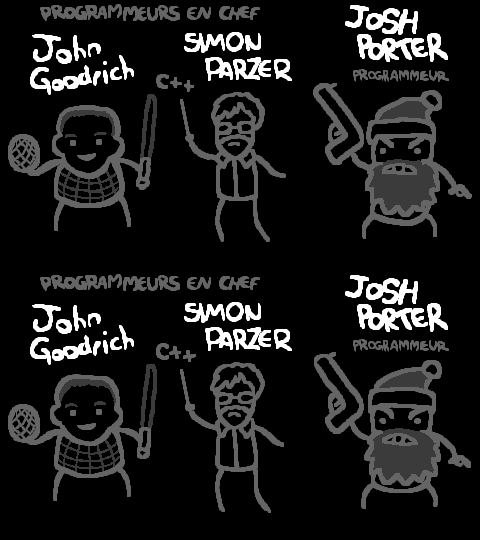 PROGRAMMEURS EN CHEF
John
Goodrich
SIMON
PARZER
JOSH
PORTER
PROGRAMMEUR
C++
PROGRAMMEURS EN CHEF
John
Goodrich
SIMON
PARZER
JOSH
PORTER
PROGRAMMEUR
C++